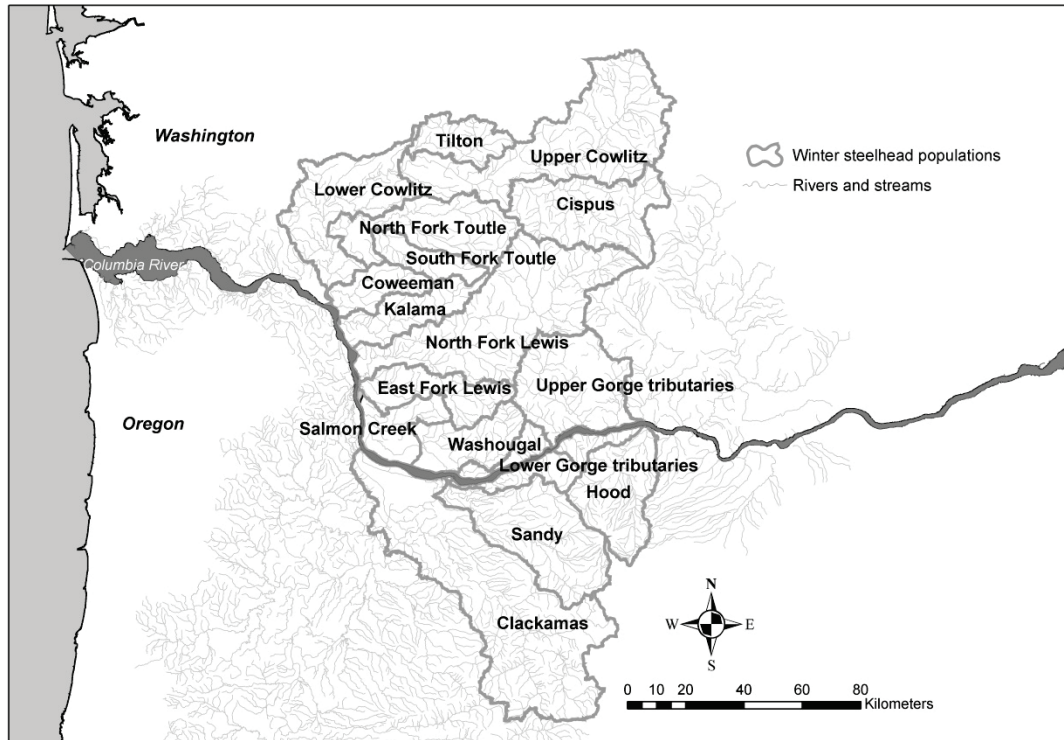 Washington
Tilton
Upper Cowlitz
Winter steelhead populations
Rivers and streams
Lower Cowlitz
Cispus
North Fork Toutle
South Fork Toutle
Columbia River
Coweeman
Kalama
North Fork Lewis
East Fork Lewis
Upper Gorge tributaries
Oregon
Salmon Creek
Washougal
Lower Gorge tributaries
Hood
Sandy
N
W E
S
Clackamas
0 10 20 40 60 80
Kilometers